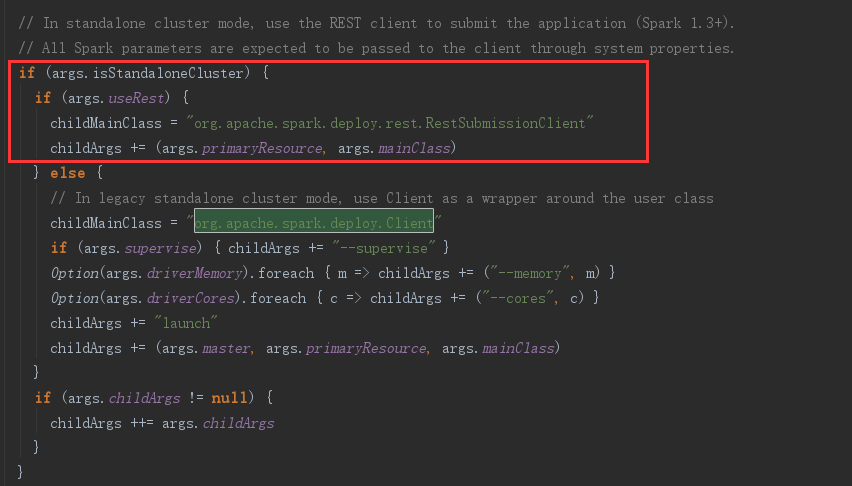 // In standalone cluster mode, use the REST client to submit the application (Spark 1.3+).
// All Spark parameters are expected to be passed to the client through system properties.
if (args.isStandaloneCluster) {
if (args.useRest) {
childMainClass = "org.apache.spark.deploy.rest.RestSubmissionClient"
childArgs += (args.primaryResource, args.mainClass)
} else {
// In legacy standalone cluster mode, use Client as a wrapper around the user class
childMainClass = "org.apache.spark.deploy.Client"
if (args.supervise) { childArgs += "--supervise" }
Option(args.driverMemory).foreach { m => childArgs += ("--memory", m) }
Option(args.driverCores).foreach { c => childArgs += ("--cores", c) }
childArgs += "launch"
childArgs += (args.master, args.primaryResource, args.mainClass)
}
if (args.childArgs != null) {
childArgs ++= args.childArgs
}
}